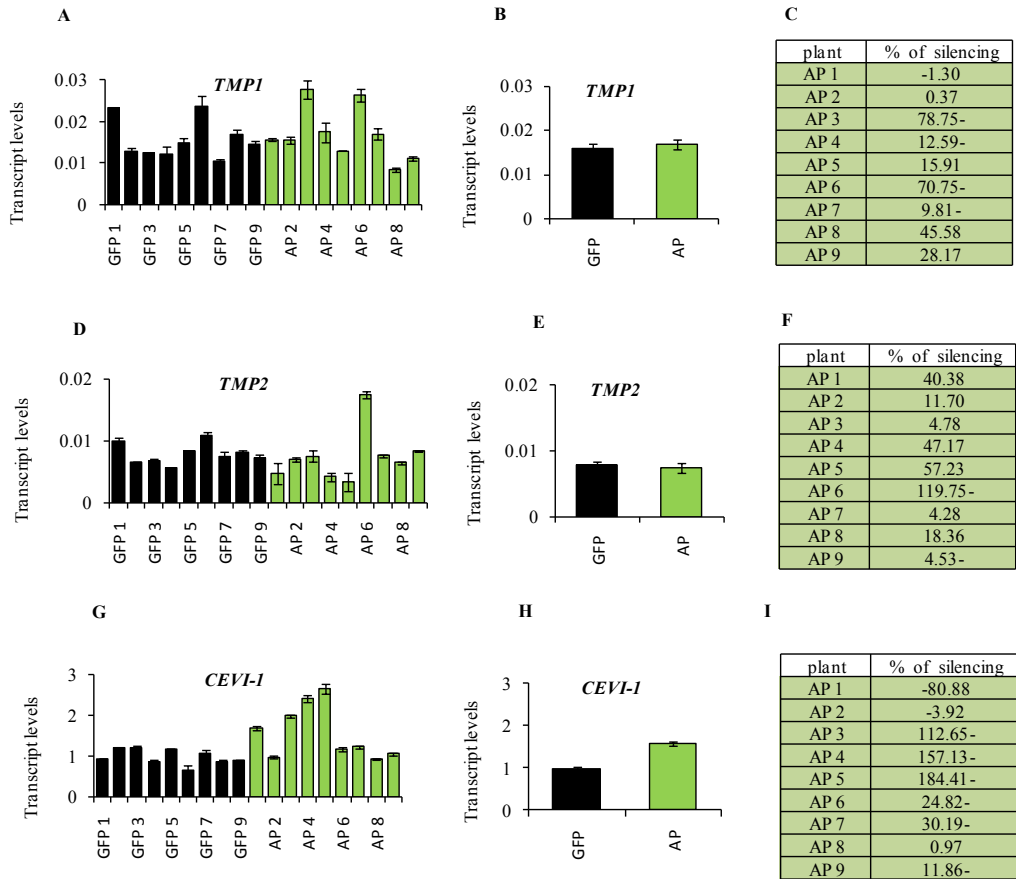 A
TMP1
Transcript levels
0.03
0.02
0.01
0
GFP 1
GFP 3
GFP 5
GFP 7
GFP 9
AP 2
AP 4
AP 6
AP 8
B
TMP1
Transcript levels
0.03
0.02
0.01
0
GFP
AP
C
plant % of silencing
AP 1 -1.30
AP 2 0.37
AP 3 78.75-
AP 4 12.59-
AP 5 15.91
AP 6 70.75-
AP 7 9.81-
AP 8 45.58
AP 9 28.17
D
TMP2
Transcript levels
0.02
0.01
0
GFP 1
GFP 3
GFP 5
GFP 7
GFP 9
AP 2
AP 4
AP 6
AP 8
E
TMP2
Transcript levels
0.02
0.01
0
GFP
AP
F
plant % of silencing
AP 1 40.38
AP 2 11.70
AP 3 4.78
AP 4 47.17
AP 5 57.23
AP 6 119.75-
AP 7 4.28
AP 8 18.36
AP 9 4.53-
G
CEVI-1
Transcript levels
3
2
1
0
GFP 1
GFP 3
GFP 5
GFP 7
GFP 9
AP 2
AP 4
AP 6
AP 8
H
CEVI-1
Transcript levels
3
2
1
0
GFP
AP
I
plant % of silencing
AP 1 -80.88
AP 2 -3.92
AP 3 112.65-
AP 4 157.13-
AP 5 184.41-
AP 6 24.82-
AP 7 30.19-
AP 8 0.97
AP 9 11.86-